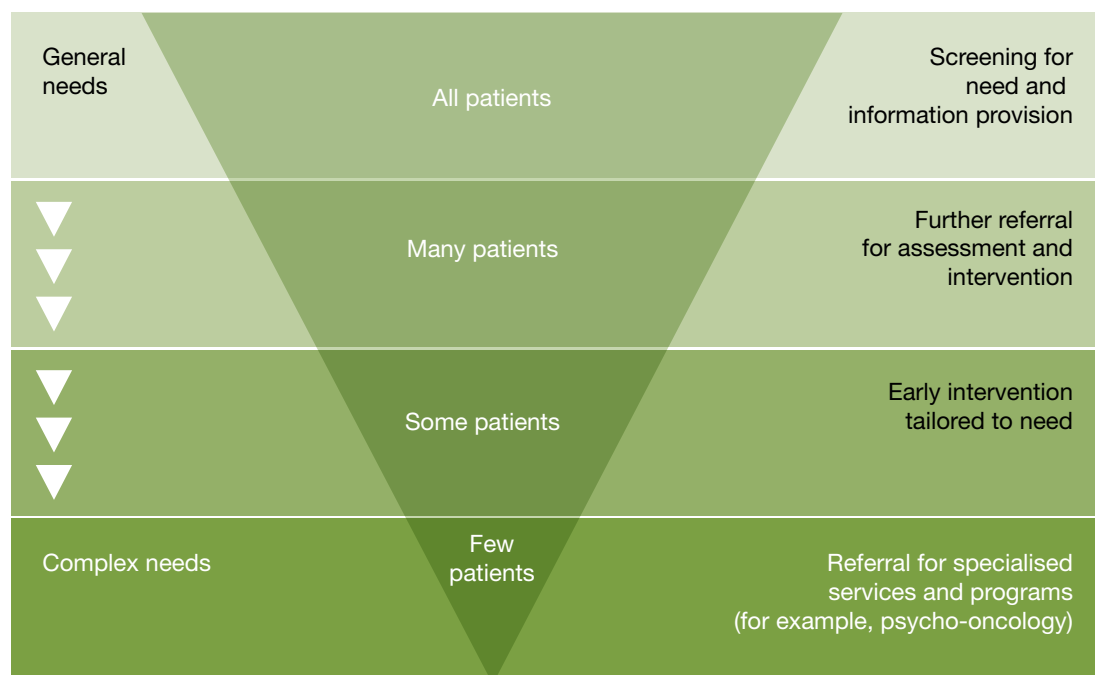 General
needs
All patients
Screening for
need and
information provision
Many patients
Further referral
for assessment and
intervention
Some patients
Early intervention
tailored to need
Complex needs
Few
patients
Referral for specialised
services and programs
(for example, psycho-oncology)